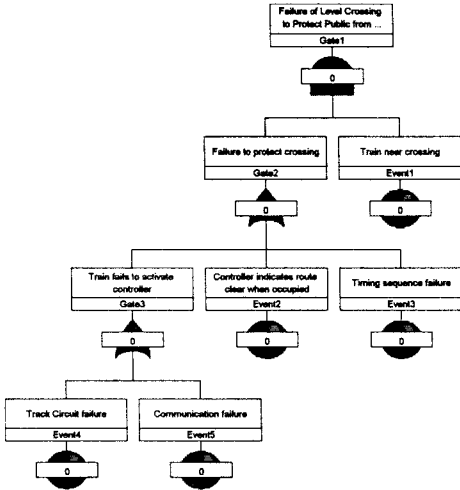 Failure of Level Crossing
to Protect Public from ...
Gate1
0
Failure to protect crossing
Train near crossing
Gate2
Event1
0
0
Train fails to activate
controller
Controller indicates route
clear when occupied
Timing sequence failure
Gate3
Event2
Event3
0
0
0
Track Circuit failure
Communication failure
Event4
Event5
0
0